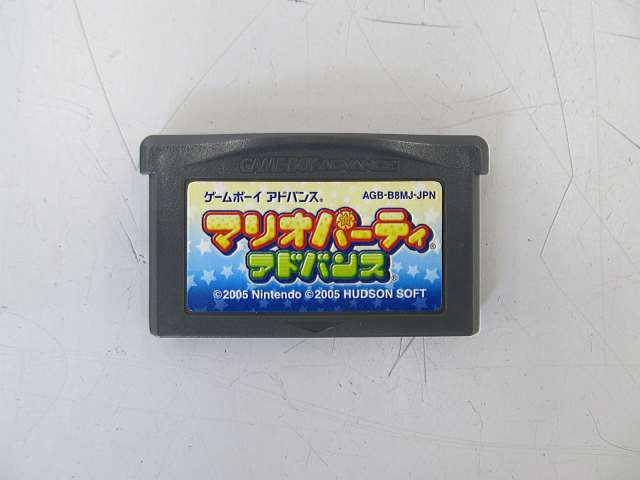 GAME BOY ADVANCE
ゲームボーイ アドバンス® AGB-B8MJ-JPN
マリオパーティ®
アドバンス®
©2005 Nintendo ©2005 HUDSON SOFT